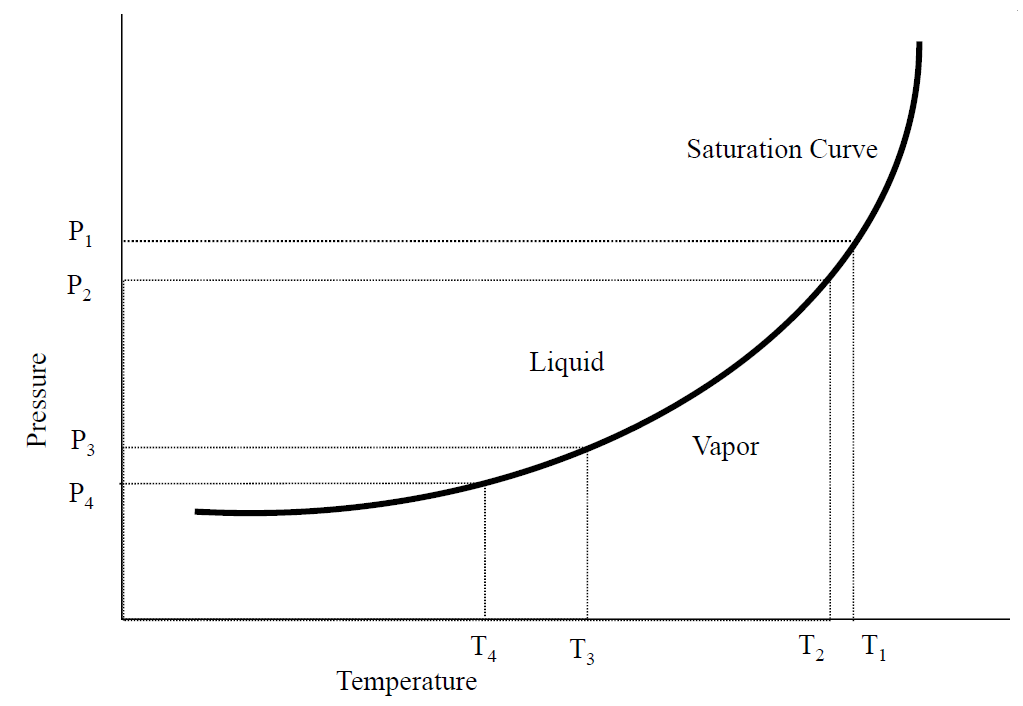 Saturation Curve
P1
P2
Liquid
Pressure
P3
Vapor
P4
T4
T3
T2
T1
Temperature